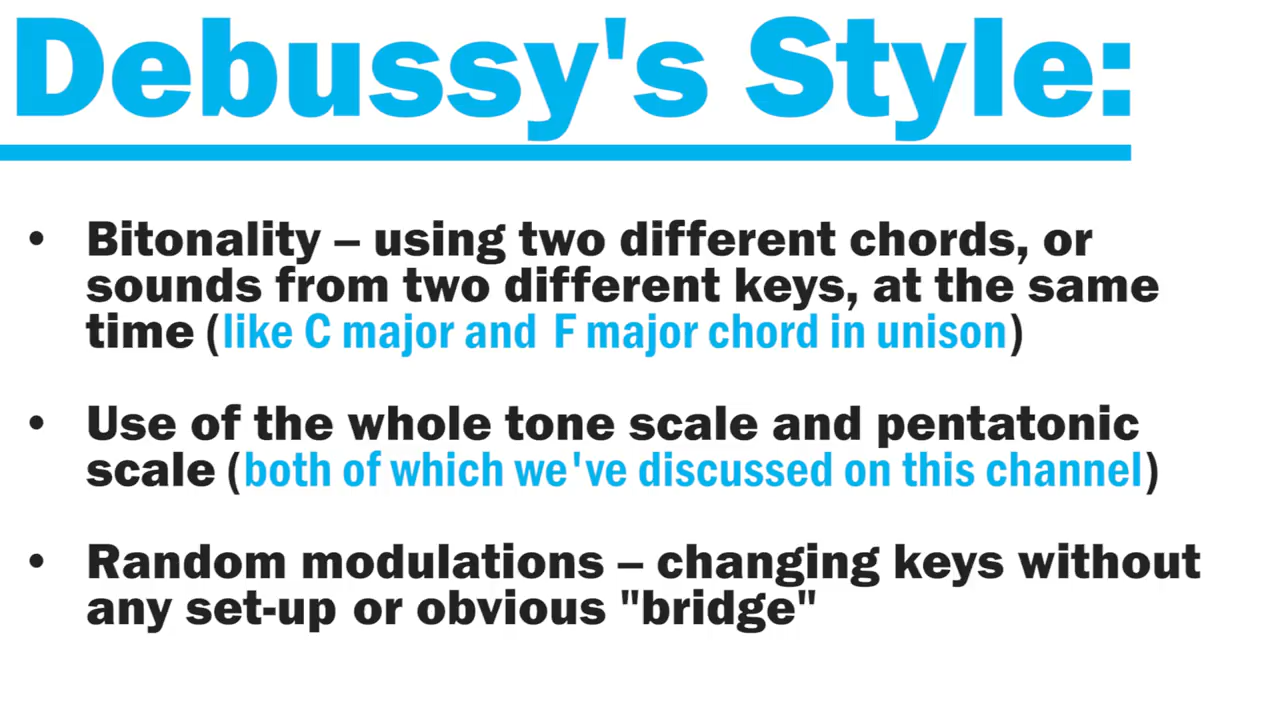 Debussy's Style:
• Bitonality – using two different chords, or
sounds from two different keys, at the same
time (like C major and F major chord in unison)
• Use of the whole tone scale and pentatonic
scale (both of which we've discussed on this channel)
• Random modulations – changing keys without
any set-up or obvious "bridge"